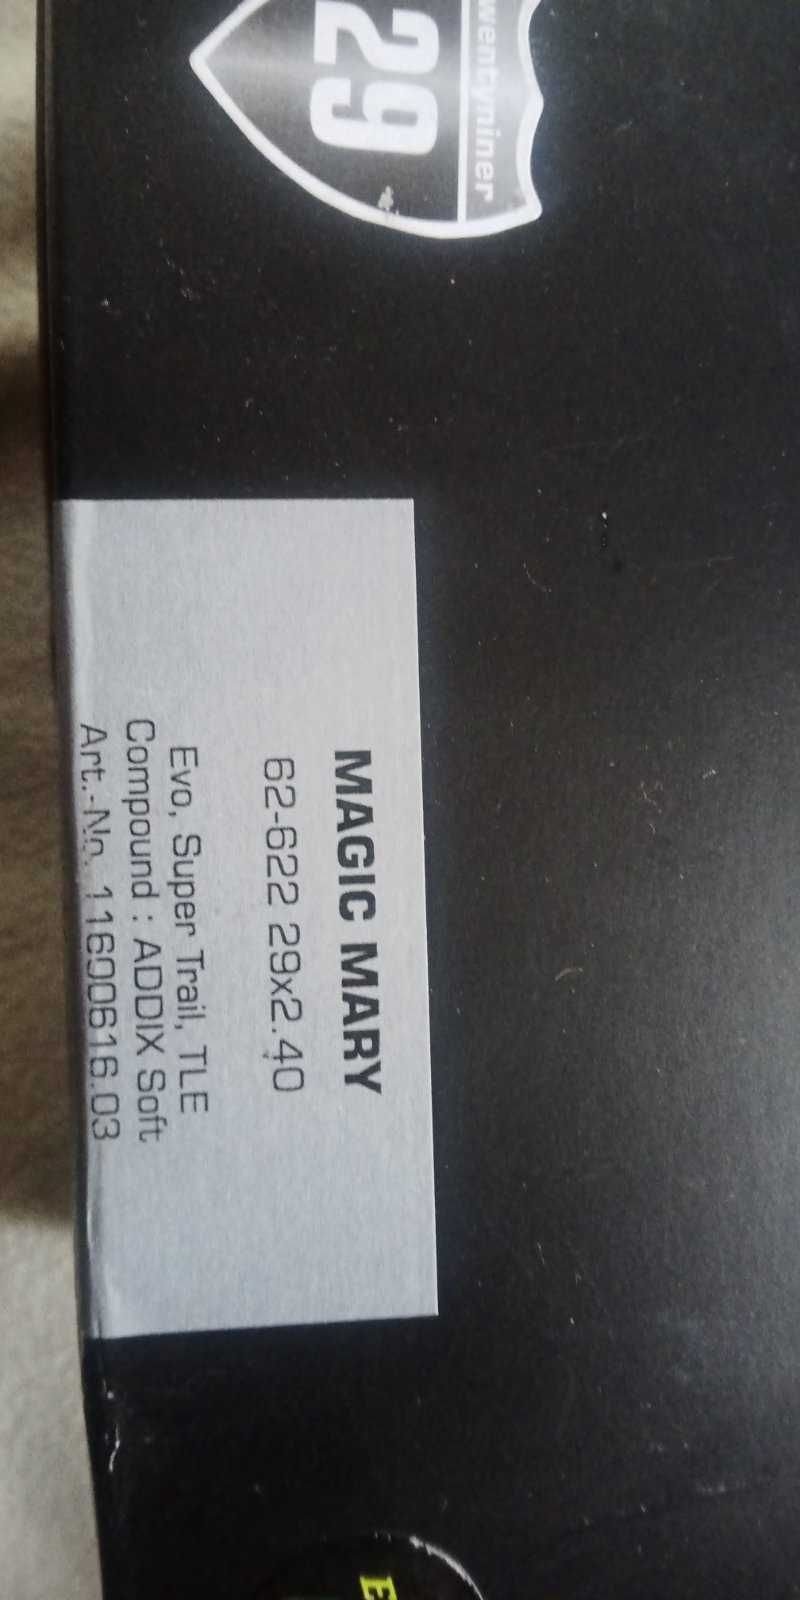 wentyniner
29
MAGIC MARY
62-622 29x2.40
Evo, Super Trail, TLE
Compound : ADDIX Soft
Art.-No. 11600616.03
E